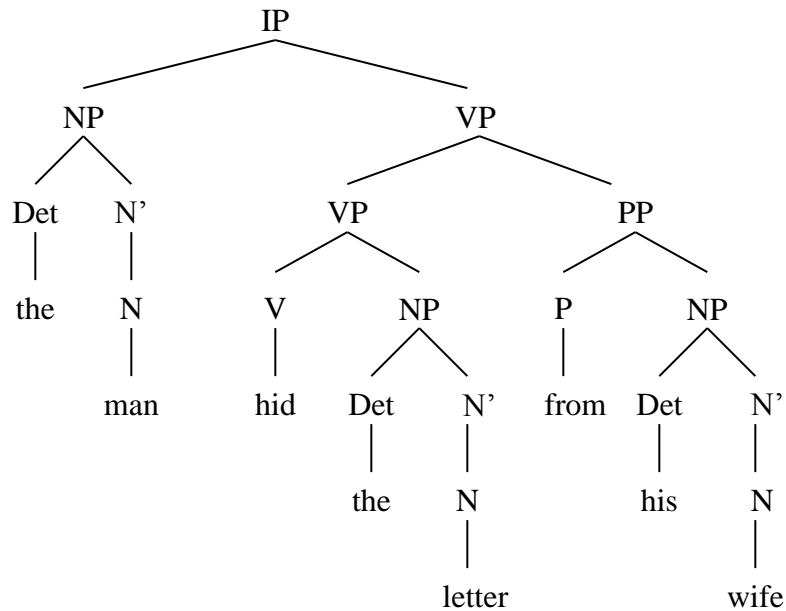 IP
NP VP
Det N’ VP PP
the N V NP P NP
man hid Det N’ from Det N’
the N his N
letter wife